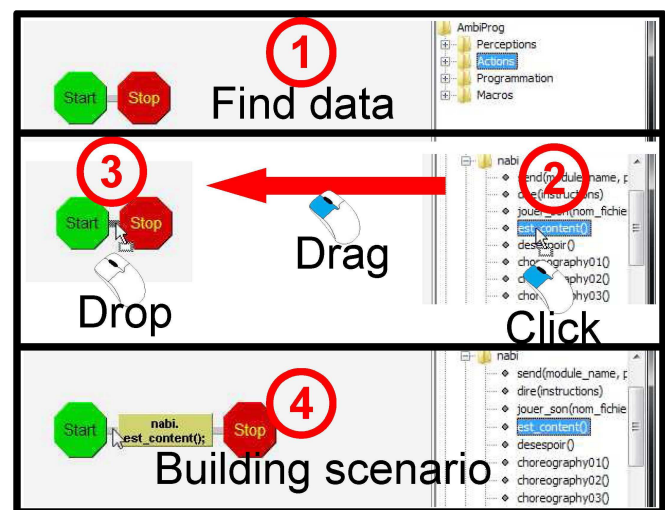 1
Find data
Start
Stop
AmbiProg
Perceptions
Actions
Programmation
Macros
3
Start
Stop
Drop
Drag
2
nabi
send(module_name, p
dire(instructions)
jouer_son(nom_fichie
est_content()
desespoir()
choreography01()
choreography02()
choreography03()
Click
4
Start
nabi.
est_content();
Stop
Building scenario
nabi
send(module_name, p
dire(instructions)
jouer_son(nom_fichie
est_content()
desespoir()
choreography01()
choreography02()
choreography03()